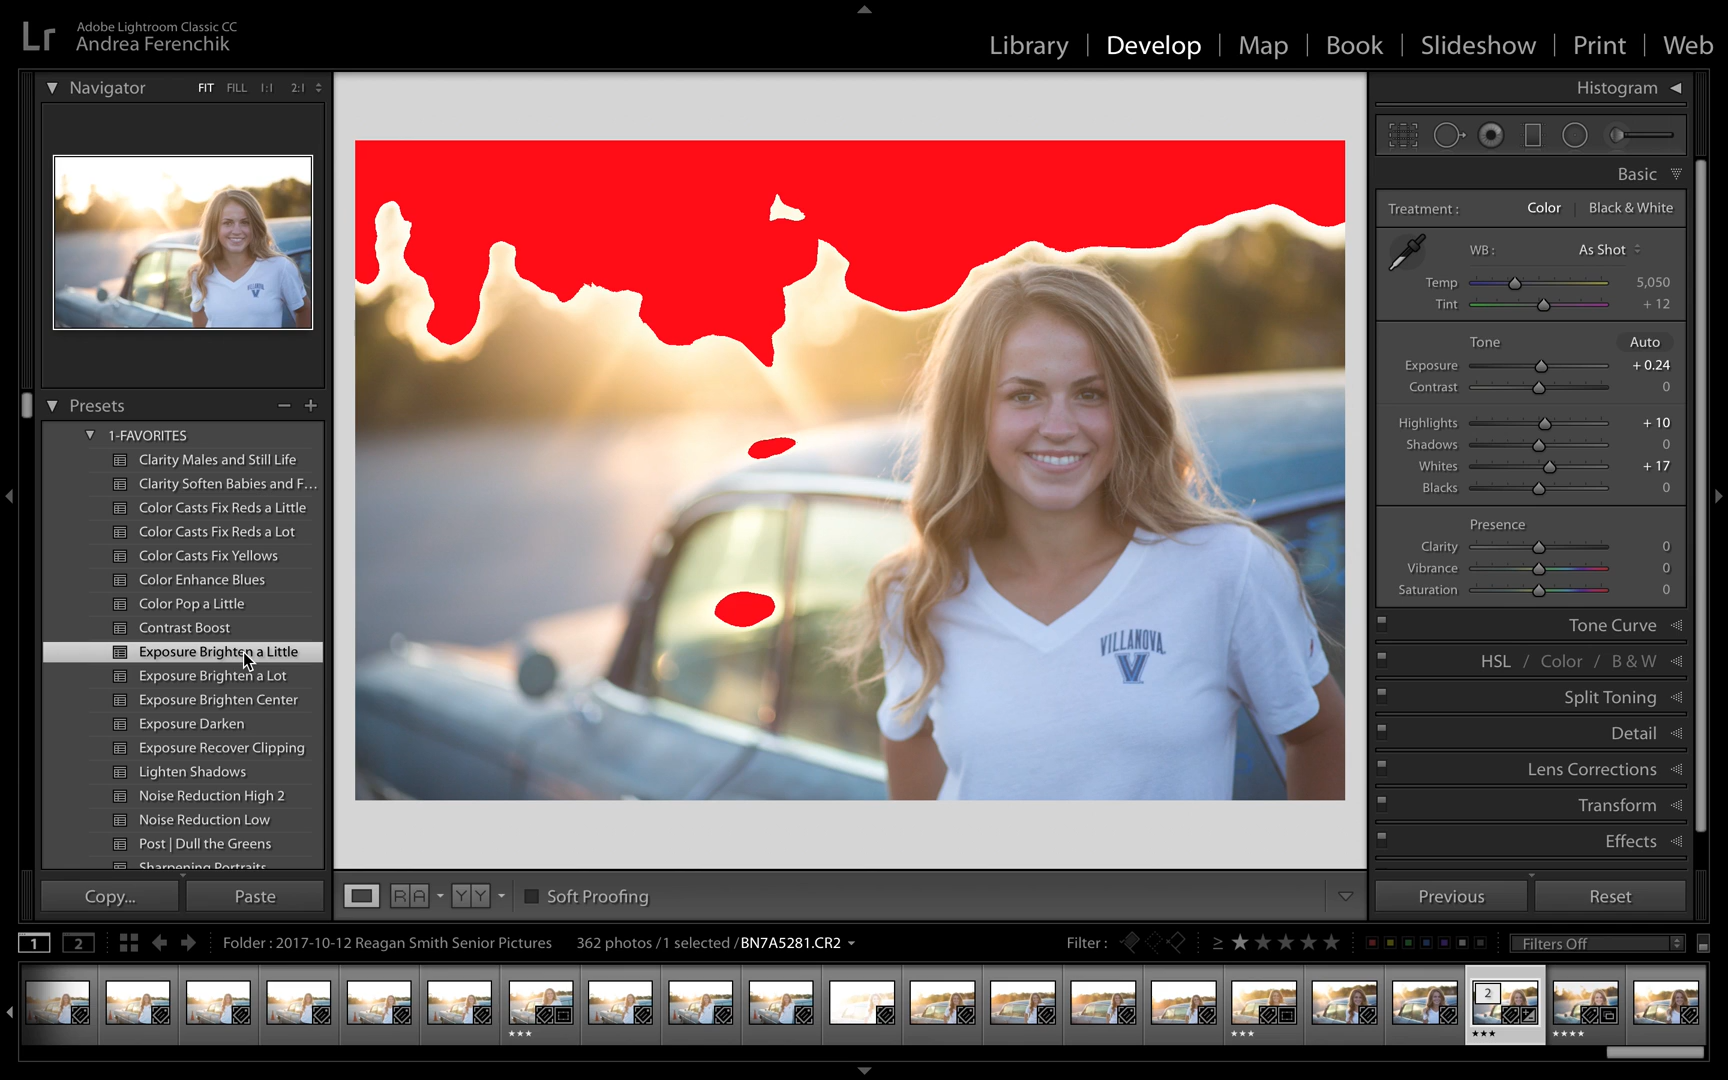 Lr
Adobe Lightroom Classic CC
Andrea Ferenchik
Library | Develop | Map | Book | Slideshow | Print | Web
Navigator FIT FILL 1:1 2:1
Presets
1-FAVORITES
Clarity Males and Still Life
Clarity Soften Babies and F…
Color Casts Fix Reds a Little
Color Casts Fix Reds a Lot
Color Casts Fix Yellows
Color Enhance Blues
Color Pop a Little
Contrast Boost
Exposure Brighten a Little
Exposure Brighten a Lot
Exposure Brighten Center
Exposure Darken
Exposure Recover Clipping
Lighten Shadows
Noise Reduction High 2
Noise Reduction Low
Post | Dull the Greens
Sharpening Portraits
Copy... Paste
VILLANOVA
V
R A Y Y Soft Proofing
Histogram
Basic
Treatment : Color | Black & White
WB : As Shot
Temp 5,050
Tint + 12
Tone Auto
Exposure + 0.24
Contrast 0
Highlights + 10
Shadows 0
Whites + 17
Blacks 0
Presence
Clarity 0
Vibrance 0
Saturation 0
Tone Curve
HSL / Color / B & W
Split Toning
Detail
Lens Corrections
Transform
Effects
Previous Reset
1 2 Folder : 2017-10-12 Reagan Smith Senior Pictures 362 photos / 1 selected / BN7A5281.CR2 Filter : ≥ Filters Off
2